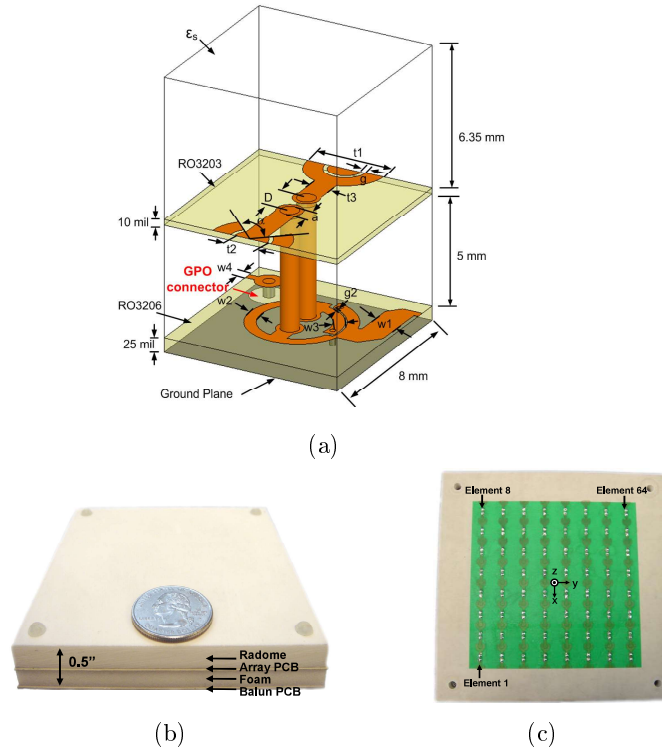 εs
6.35 mm
RO3203
t1
g
t3
D
a
α
10 mil
t2
5 mm
w4
GPO
connector
g2
RO3206
w2
w3
w1
25 mil
8 mm
Ground Plane
(a)
0.5"
Radome
Array PCB
Foam
Balun PCB
(b)
Element 8
Element 64
z
y
x
Element 1
(c)